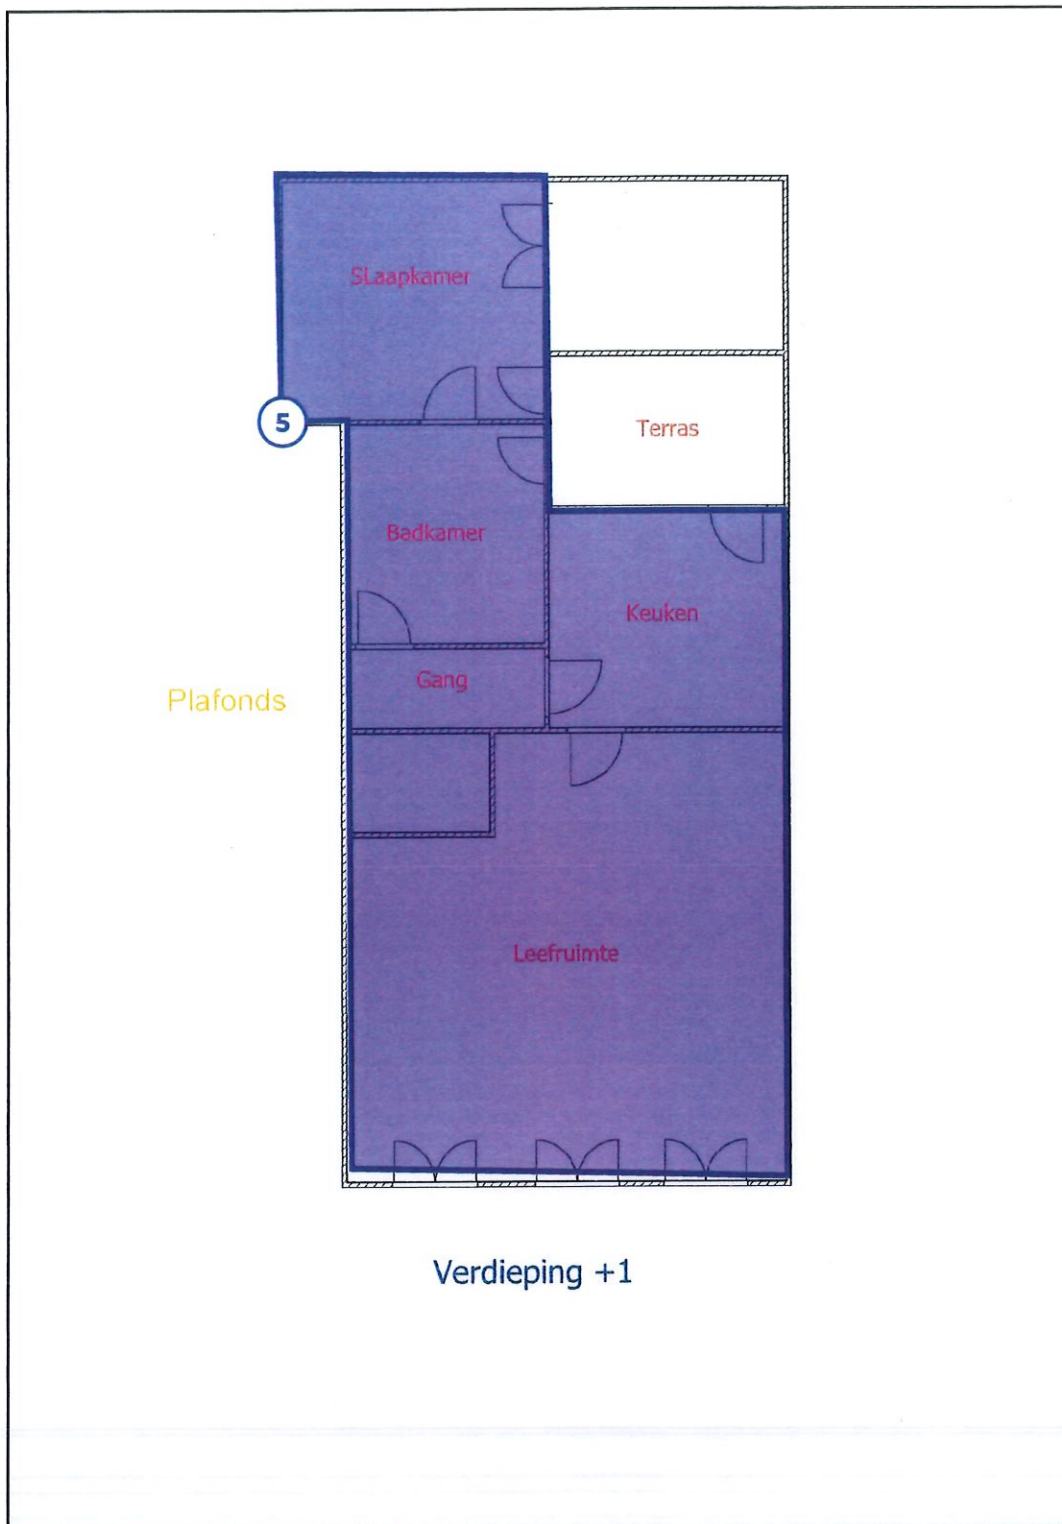 SLaapkamer
5
Terras
Badkamer
Keuken
Gang
Plafonds
Leefruimte
Verdieping +1